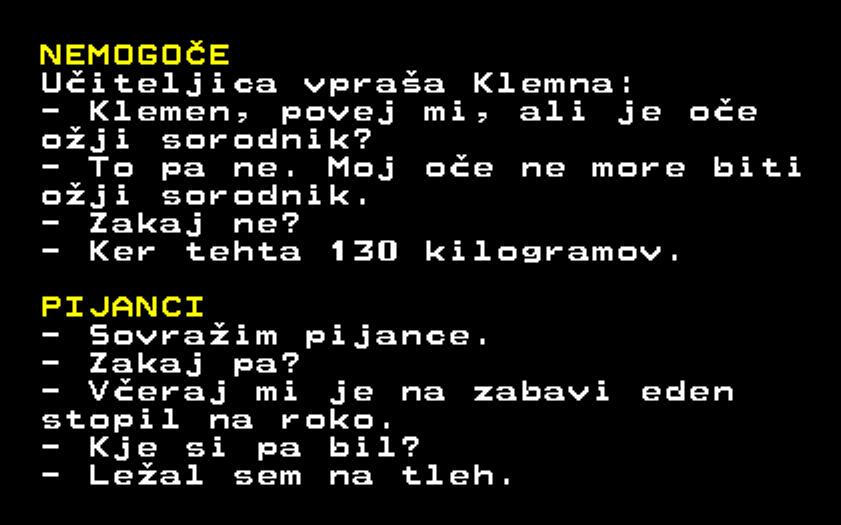 NEMOGOČE
Učiteljica vpraša Klemna:
- Klemen, povej mi, ali je oče
ožji sorodnik?
- To pa ne. Moj oče ne more biti
ožji sorodnik.
- Zakaj ne?
- Ker tehta 130 kilogramov.
PIJANCI
- Sovražim pijance.
- Zakaj pa?
- Včeraj mi je na zabavi eden
stopil na roko.
- Kje si pa bil?
- Ležal sem na tleh.